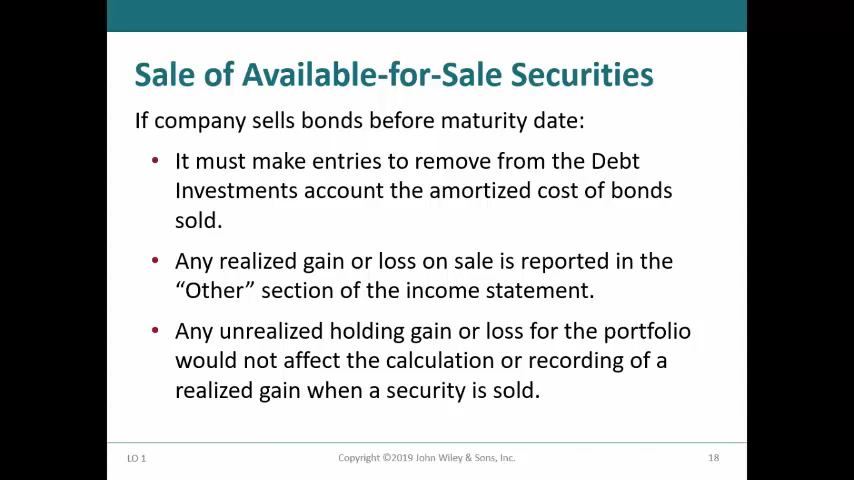 Sale of Available-for-Sale Securities
If company sells bonds before maturity date:
• It must make entries to remove from the Debt
Investments account the amortized cost of bonds
sold.
• Any realized gain or loss on sale is reported in the
“Other” section of the income statement.
• Any unrealized holding gain or loss for the portfolio
would not affect the calculation or recording of a
realized gain when a security is sold.
LO 1
Copyright ©2019 John Wiley & Sons, Inc.
18